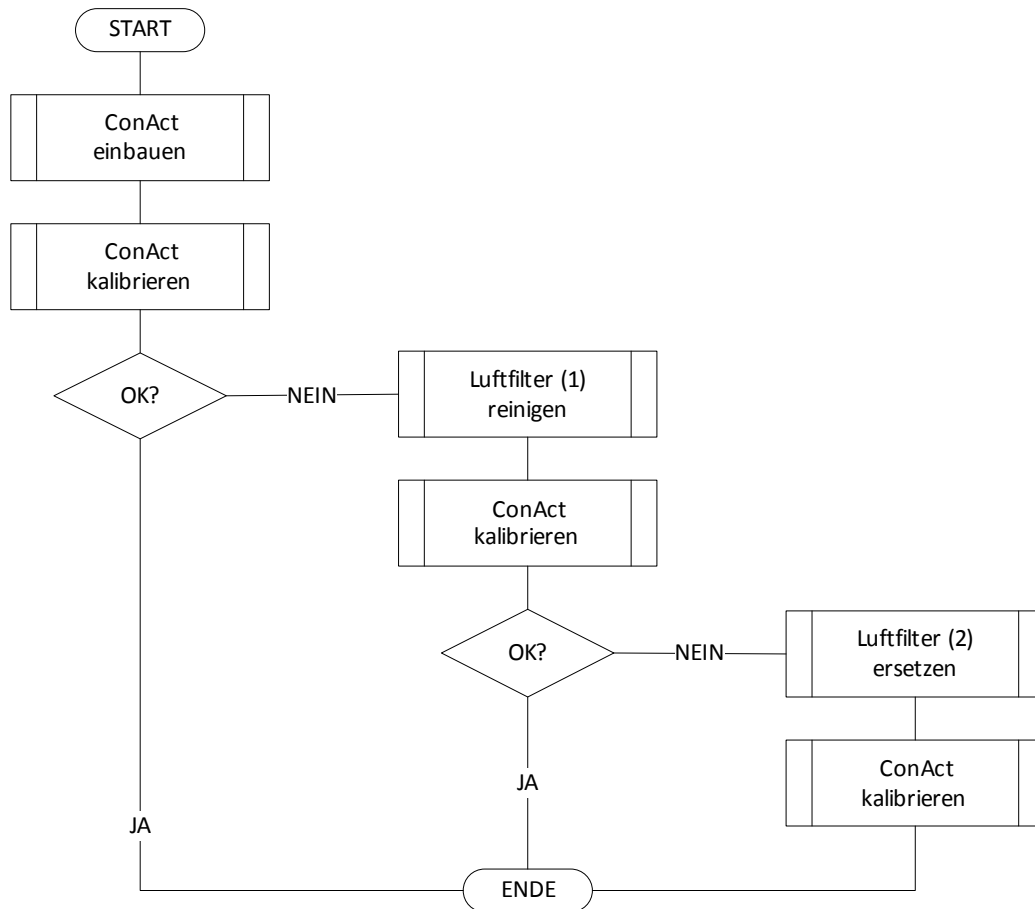 START
ConAct
einbauen
ConAct
kalibrieren
OK?
NEIN
Luftfilter (1)
reinigen
ConAct
kalibrieren
OK?
NEIN
Luftfilter (2)
ersetzen
ConAct
kalibrieren
JA
JA
ENDE